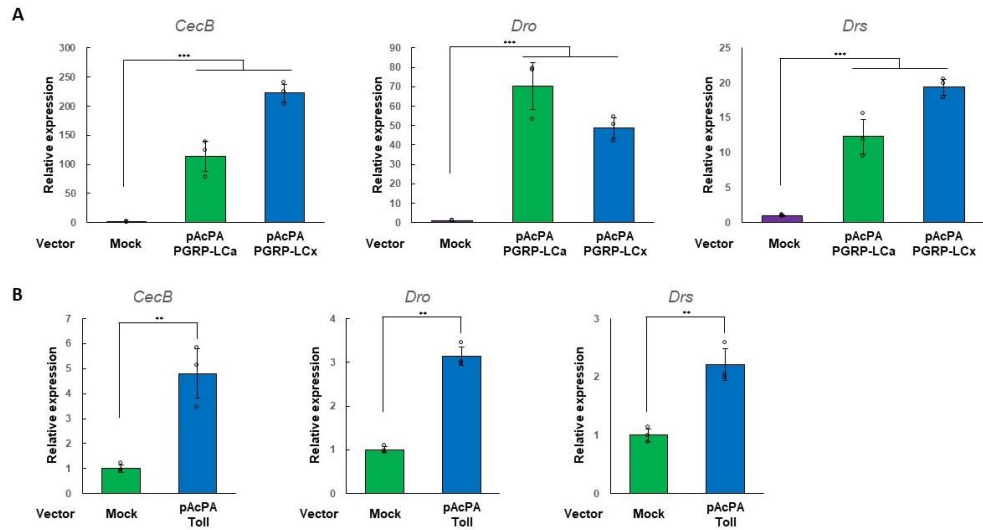 A
CecB
Dro
Drs
***
***
***
Relative expression
300
250
200
150
100
50
0
Relative expression
90
80
70
60
50
40
30
20
10
0
Relative expression
25
20
15
10
5
0
Vector Mock pAcPA PGRP-LCa pAcPA PGRP-LCx
Vector Mock pAcPA PGRP-LCa pAcPA PGRP-LCx
Vector Mock pAcPA PGRP-LCa pAcPA PGRP-LCx
B
CecB
Dro
Drs
**
**
**
Relative expression
7
6
5
4
3
2
1
0
Relative expression
4
3
2
1
0
Relative expression
3
2
1
0
Vector Mock pAcPA Toll
Vector Mock pAcPA Toll
Vector Mock pAcPA Toll